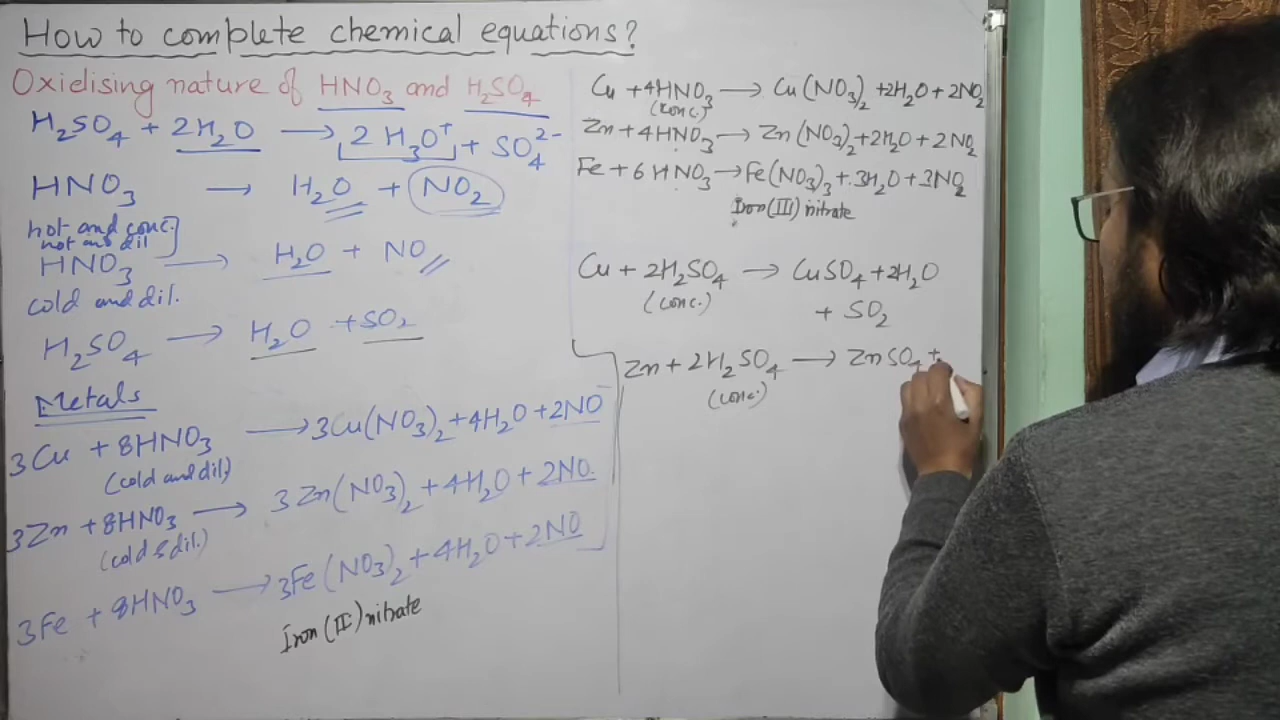 How to complete chemical equations?
Oxidising nature of HNO₃ and H₂SO₄
H₂SO₄ + 2H₂O → 2 H₃O⁺ + SO₄²⁻
HNO₃ → H₂O + NO₂
hot and conc.
hot and dil
HNO₃ → H₂O + NO
cold and dil.
H₂SO₄ → H₂O + SO₂
Metals
3Cu + 8HNO₃ → 3Cu(NO₃)₂ + 4H₂O + 2NO
(cold and dil)
3Zn + 8HNO₃ → 3Zn(NO₃)₂ + 4H₂O + 2NO.
(cold & dil.)
3Fe + 8HNO₃ → 3Fe(NO₃)₂ + 4H₂O + 2NO
Iron (II) nitrate
Cu + 4HNO₃ → Cu(NO₃)₂ + 2H₂O + 2NO₂
(conc.)
Zn + 4HNO₃ → Zn(NO₃)₂ + 2H₂O + 2NO₂
Fe + 6HNO₃ → Fe(NO₃)₃ + 3H₂O + 3NO₂
Iron (III) nitrate
Cu + 2H₂SO₄ → CuSO₄ + 2H₂O
(conc.)
+ SO₂
Zn + 2H₂SO₄ → ZnSO₄ +
(conc.)